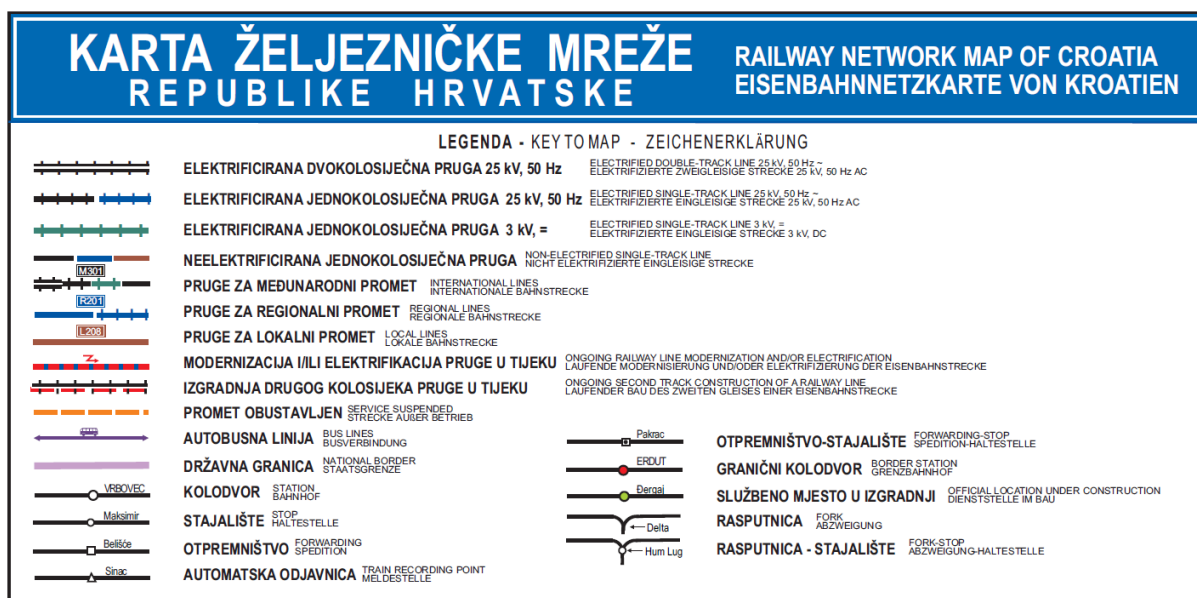 KARTA ŽELJEZNIČKE MREŽE
REPUBLIKE HRVATSKE
RAILWAY NETWORK MAP OF CROATIA
EISENBAHNNETZKARTE VON KROATIEN
LEGENDA - KEY TO MAP - ZEICHENERKLÄRUNG
ELEKTRIFICIRANA DVOKOLOSIJEČNA PRUGA 25 kV, 50 Hz
ELECTRIFIED DOUBLE-TRACK LINE 25 kV, 50 Hz ~
ELEKTRIFIZIERTE ZWEIGLEISIGE STRECKE 25 kV, 50 Hz AC
ELEKTRIFICIRANA JEDNOKOLOSIJEČNA PRUGA 25 kV, 50 Hz
ELECTRIFIED SINGLE-TRACK LINE 25 kV, 50 Hz ~
ELEKTRIFIZIERTE EINGLEISIGE STRECKE 25 kV, 50 Hz AC
ELEKTRIFICIRANA JEDNOKOLOSIJEČNA PRUGA 3 kV, =
ELECTRIFIED SINGLE-TRACK LINE 3 kV, =
ELEKTRIFIZIERTE EINGLEISIGE STRECKE 3 kV, DC
NEELEKTRIFICIRANA JEDNOKOLOSIJEČNA PRUGA
NON-ELECTRIFIED SINGLE-TRACK LINE
NICHT ELEKTRIFIZIERTE EINGLEISIGE STRECKE
M301
PRUGE ZA MEĐUNARODNI PROMET
INTERNATIONAL LINES
INTERNATIONALE BAHNSTRECKE
R201
PRUGE ZA REGIONALNI PROMET
REGIONAL LINES
REGIONALE BAHNSTRECKE
L208
PRUGE ZA LOKALNI PROMET
LOCAL LINES
LOKALE BAHNSTRECKE
MODERNIZACIJA I/ILI ELEKTRIFIKACIJA PRUGE U TIJEKU
ONGOING RAILWAY LINE MODERNIZATION AND/OR ELECTRIFICATION
LAUFENDE MODERNISIERUNG UND/ODER ELEKTRIFIZIERUNG DER EISENBAHNSTRECKE
IZGRADNJA DRUGOG KOLOSIJEKA PRUGE U TIJEKU
ONGOING SECOND TRACK CONSTRUCTION OF A RAILWAY LINE
LAUFENDER BAU DES ZWEITEN GLEISES EINER EISENBAHNSTRECKE
PROMET OBUSTAVLJEN
SERVICE SUSPENDED
STRECKE AUßER BETRIEB
AUTOBUSNA LINIJA
BUS LINES
BUSVERBINDUNG
DRŽAVNA GRANICA
NATIONAL BORDER
STAATSGRENZE
VRBOVEC
KOLODVOR
STATION
BAHNHOF
Maksimir
STAJALIŠTE
STOP
HALTESTELLE
Belišće
OTPREMNIŠTVO
FORWARDING
SPEDITION
Sinac
AUTOMATSKA ODJAVNICA
TRAIN RECORDING POINT
MELDESTELLE
Pakrac
OTPREMNIŠTVO-STAJALIŠTE
FORWARDING-STOP
SPEDITION-HALTESTELLE
ERDUT
GRANIČNI KOLODVOR
BORDER STATION
GRENZBAHNHOF
Đergaj
SLUŽBENO MJESTO U IZGRADNJI
OFFICIAL LOCATION UNDER CONSTRUCTION
DIENSTSTELLE IM BAU
Delta
RASPUTNICA
FORK
ABZWEIGUNG
Hum Lug
RASPUTNICA - STAJALIŠTE
FORK-STOP
ABZWEIGUNG-HALTESTELLE